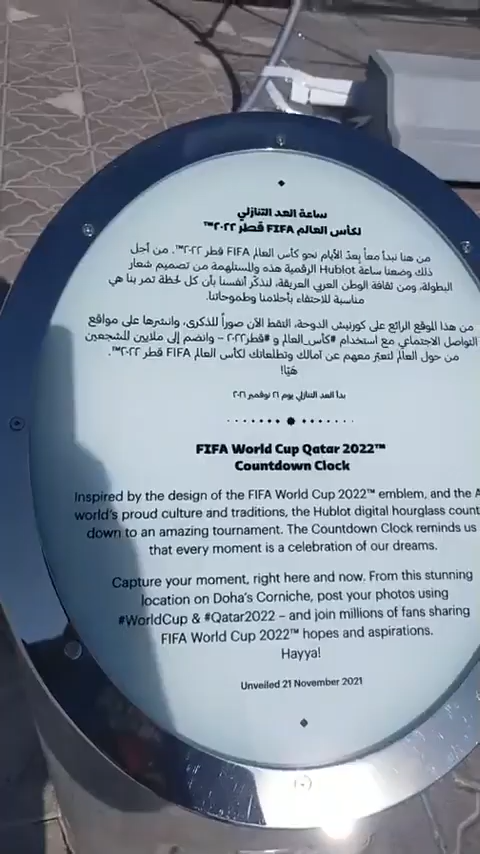 ساعة العد التنازلي
لكأس العالم FIFA قطر ٢٠٢٢™
من هنا نبدأ معاً بعدّ الأيام نحو كأس العالم FIFA قطر ٢٠٢٢™. من أجل
ذلك وضعنا ساعة Hublot الرقمية هذه والمستلهمة من تصميم شعار
البطولة، ومن ثقافة الوطن العربي العريقة، لنذكّر أنفسنا بأن كل لحظة تمر بنا هي
مناسبة للاحتفاء بأحلامنا وطموحاتنا.
من هذا الموقع الرائع على كورنيش الدوحة، التقط الآن صوراً للذكرى، وانشرها على مواقع
التواصل الاجتماعي مع استخدام #كأس_العالم و #قطر٢٠٢٢ – وانضم إلى ملايين المشجعين
من حول العالم لتعبّر معهم عن آمالك وتطلعاتك لكأس العالم FIFA قطر ٢٠٢٢™.
هَيّا!
بدأ العد التنازلي يوم ٢١ نوفمبر ٢٠٢١
FIFA World Cup Qatar 2022™
Countdown Clock
Inspired by the design of the FIFA World Cup 2022™ emblem, and the
world's proud culture and traditions, the Hublot digital hourglass count
down to an amazing tournament. The Countdown Clock reminds us
that every moment is a celebration of our dreams.
Capture your moment, right here and now. From this stunning
location on Doha's Corniche, post your photos using
#WorldCup & #Qatar2022 – and join millions of fans sharing
FIFA World Cup 2022™ hopes and aspirations.
Hayya!
Unveiled 21 November 2021